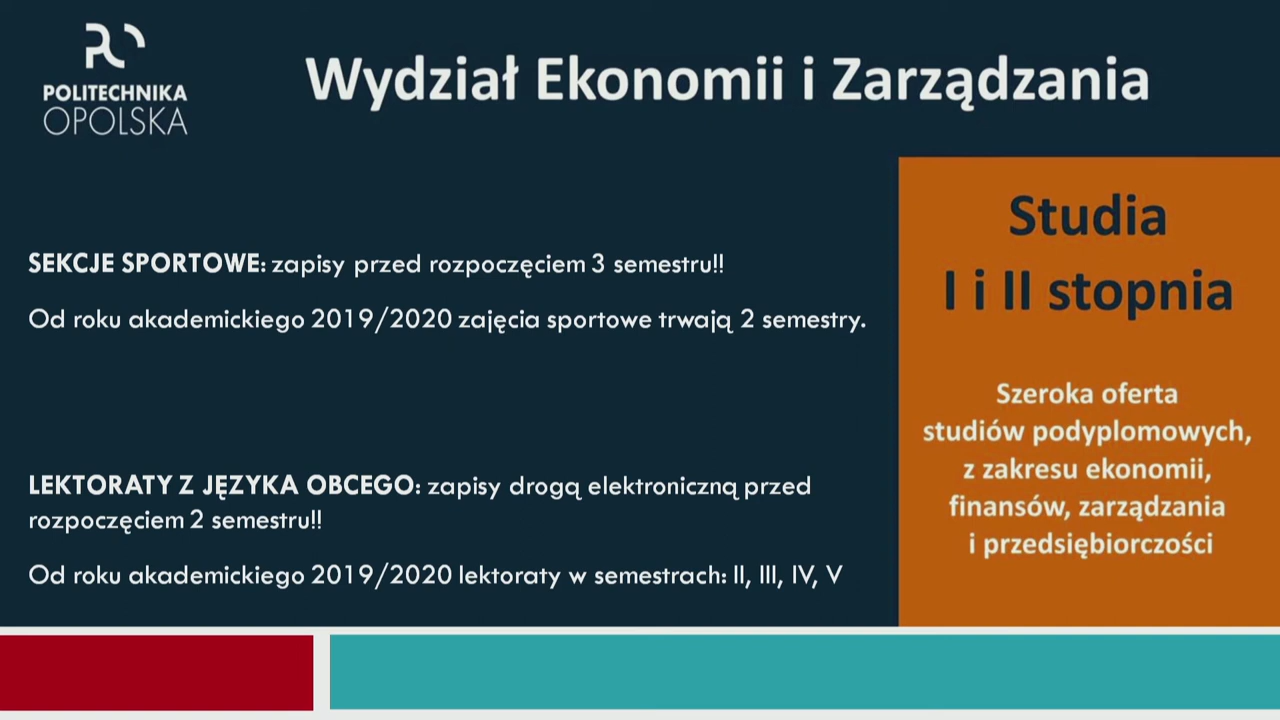 POLITECHNIKA
OPOLSKA
Wydział Ekonomii i Zarządzania
SEKCJE SPORTOWE: zapisy przed rozpoczęciem 3 semestru!!
Od roku akademickiego 2019/2020 zajęcia sportowe trwają 2 semestry.
LEKTORATY Z JĘZYKA OBCEGO: zapisy drogą elektroniczną przed
rozpoczęciem 2 semestru!!
Od roku akademickiego 2019/2020 lektoraty w semestrach: II, III, IV, V
Studia
I i II stopnia
Szeroka oferta
studiów podyplomowych,
z zakresu ekonomii,
finansów, zarządzania
i przedsiębiorczości